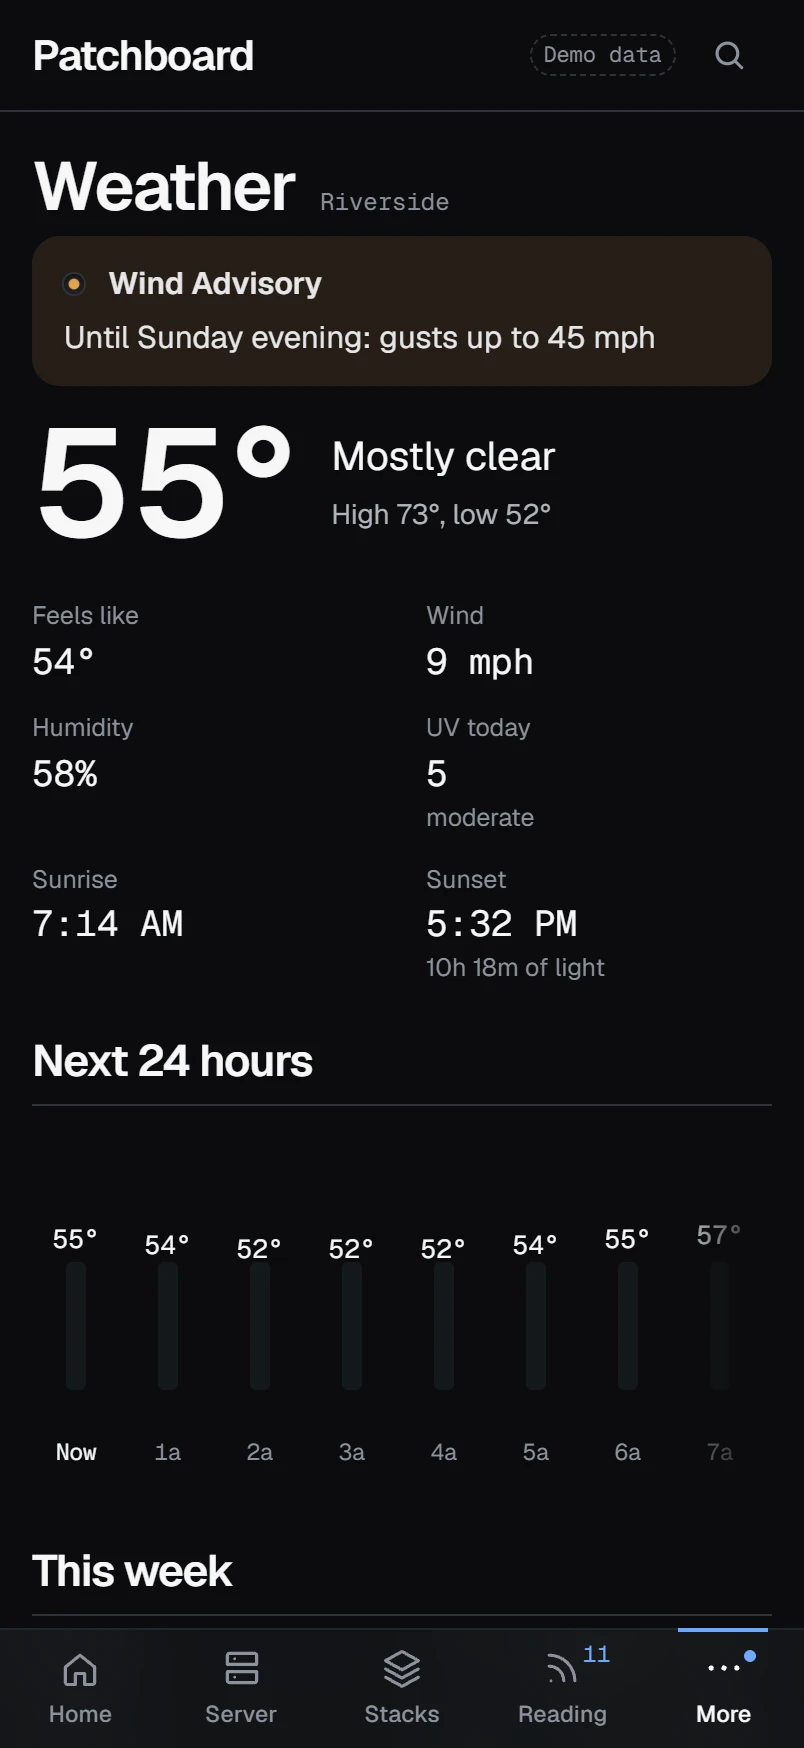 Patchboard
Demo data
Weather Riverside
Wind Advisory
Until Sunday evening: gusts up to 45 mph
55° Mostly clear
High 73°, low 52°
Feels like Wind
54° 9 mph
Humidity UV today
58% 5
moderate
Sunrise Sunset
7:14 AM 5:32 PM
10h 18m of light
Next 24 hours
55° 54° 52° 52° 52° 54° 55° 57°
Now 1a 2a 3a 4a 5a 6a 7a
This week
11
Home Server Stacks Reading More